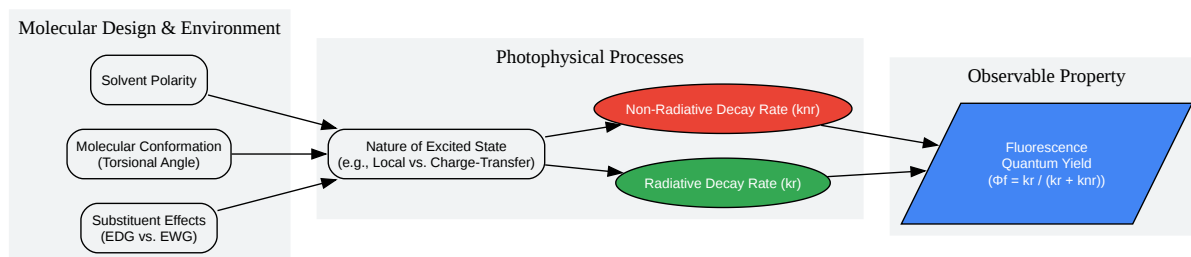 Molecular Design & Environment
Solvent Polarity
Molecular Conformation
(Torsional Angle)
Substituent Effects
(EDG vs. EWG)
Photophysical Processes
Nature of Excited State
(e.g., Local vs. Charge-Transfer)
Non-Radiative Decay Rate (knr)
Radiative Decay Rate (kr)
Observable Property
Fluorescence
Quantum Yield
(Φf = kr / (kr + knr))